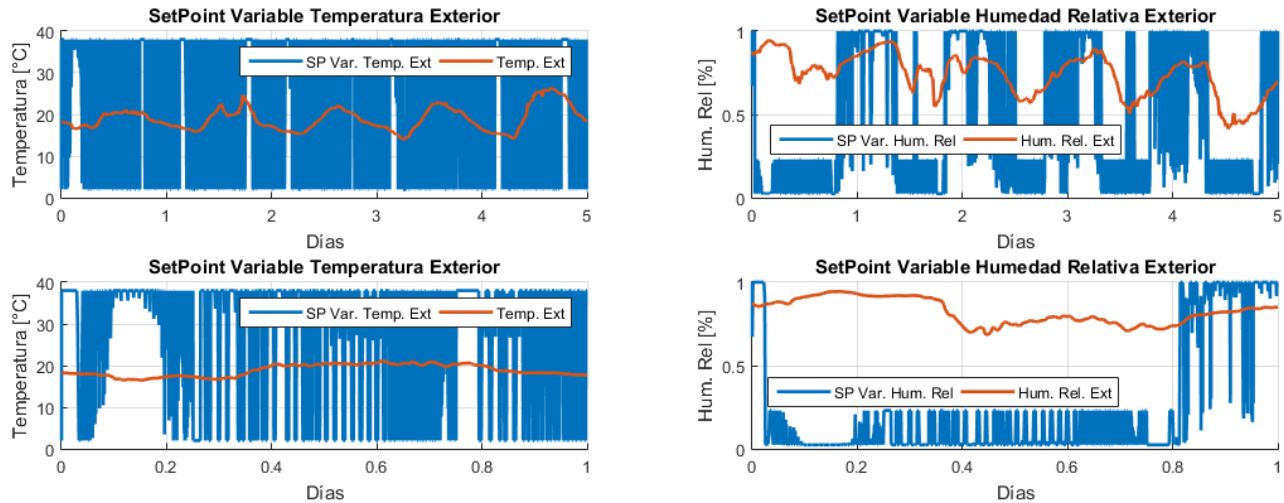 SetPoint Variable Temperatura Exterior
Temperatura [°C]
40
30
20
10
0
SP Var. Temp. Ext Temp. Ext
0 1 2 3 4 5
Días
SetPoint Variable Humedad Relativa Exterior
Hum. Rel [%]
1
0.5
0
SP Var. Hum. Rel Hum. Rel. Ext
0 1 2 3 4 5
Días
SetPoint Variable Temperatura Exterior
Temperatura [°C]
40
30
20
10
0
SP Var. Temp. Ext Temp. Ext
0 0.2 0.4 0.6 0.8 1
Días
SetPoint Variable Humedad Relativa Exterior
Hum. Rel [%]
1
0.5
0
SP Var. Hum. Rel Hum. Rel. Ext
0 0.2 0.4 0.6 0.8 1
Días